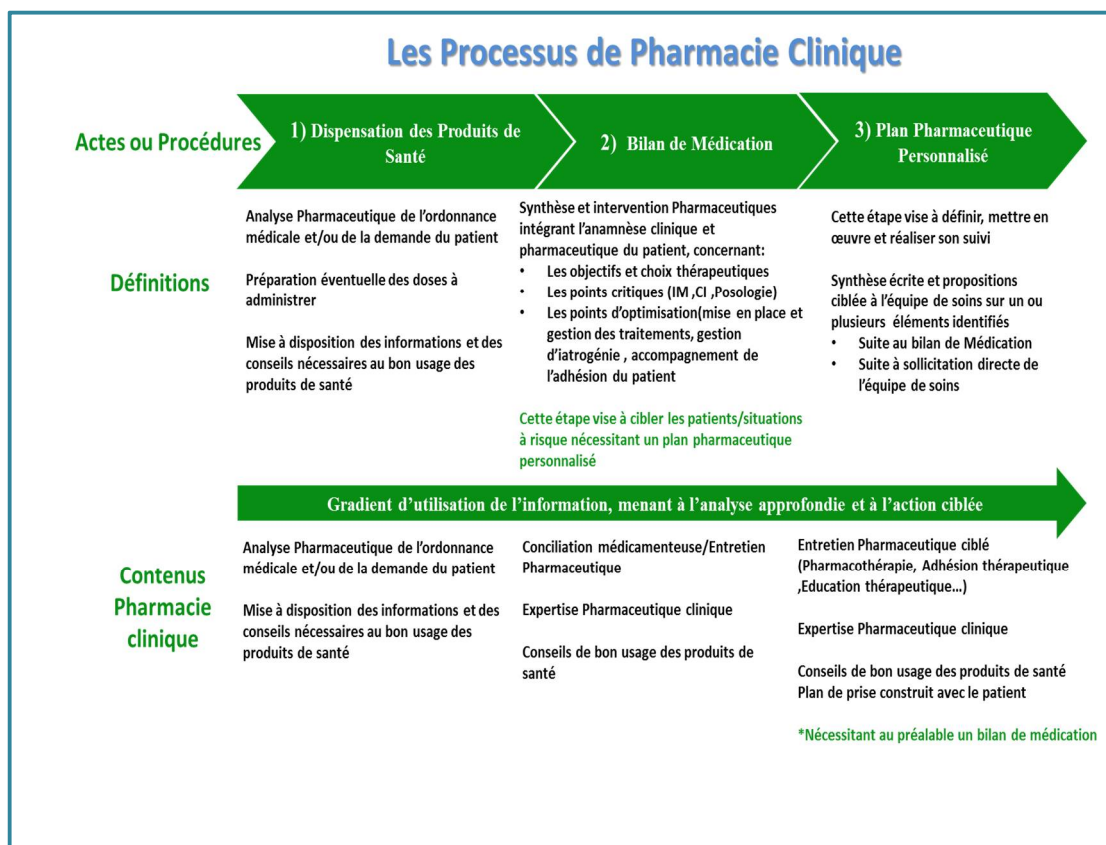 Les Processus de Pharmacie Clinique
Actes ou Procédures
1) Dispensation des Produits de
Santé
2) Bilan de Médication
3) Plan Pharmaceutique
Personnalisé
Définitions
Analyse Pharmaceutique de l'ordonnance
médicale et/ou de la demande du patient
Préparation éventuelle des doses à
administrer
Mise à disposition des informations et des
conseils nécessaires au bon usage des
produits de santé
Synthèse et intervention Pharmaceutiques
intégrant l'anamnèse clinique et
pharmaceutique du patient, concernant:
• Les objectifs et choix thérapeutiques
• Les points critiques (IM ,CI ,Posologie)
• Les points d'optimisation(mise en place et
gestion des traitements, gestion
d'iatrogénie , accompagnement de
l'adhésion du patient
Cette étape vise à cibler les patients/situations
à risque nécessitant un plan pharmaceutique
personnalisé
Cette étape vise à définir, mettre en
œuvre et réaliser son suivi
Synthèse écrite et propositions
ciblée à l'équipe de soins sur un ou
plusieurs éléments identifiés
• Suite au bilan de Médication
• Suite à sollicitation directe de
l'équipe de soins
Gradient d'utilisation de l'information, menant à l'analyse approfondie et à l'action ciblée
Contenus
Pharmacie
clinique
Analyse Pharmaceutique de l'ordonnance
médicale et/ou de la demande du patient
Mise à disposition des informations et des
conseils nécessaires au bon usage des
produits de santé
Conciliation médicamenteuse/Entretien
Pharmaceutique
Expertise Pharmaceutique clinique
Conseils de bon usage des produits de
santé
Entretien Pharmaceutique ciblé
(Pharmacothérapie, Adhésion thérapeutique
,Education thérapeutique...)
Expertise Pharmaceutique clinique
Conseils de bon usage des produits de santé
Plan de prise construit avec le patient
*Nécessitant au préalable un bilan de médication